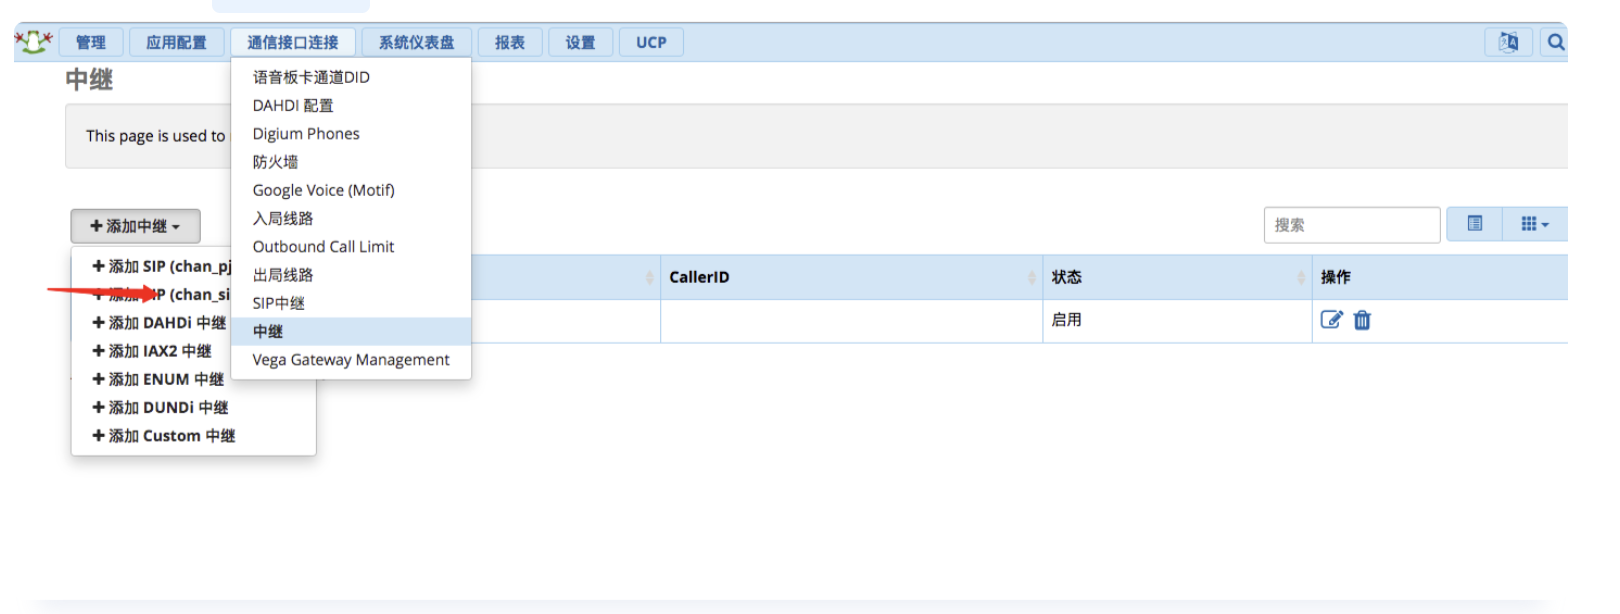 管理 应用配置 通信接口连接 系统仪表盘 报表 设置 UCP
中继
语音板卡通道DID
DAHDI 配置
Digium Phones
防火墙
Google Voice (Motif)
入局线路
Outbound Call Limit
出局线路
SIP中继
中继
Vega Gateway Management
This page is used to
添加中继
搜索
添加 SIP (chan_pj
添加 SIP (chan_si
添加 DAHDi 中继
添加 IAX2 中继
添加 ENUM 中继
添加 DUNDi 中继
添加 Custom 中继
CallerID 状态 操作
启用